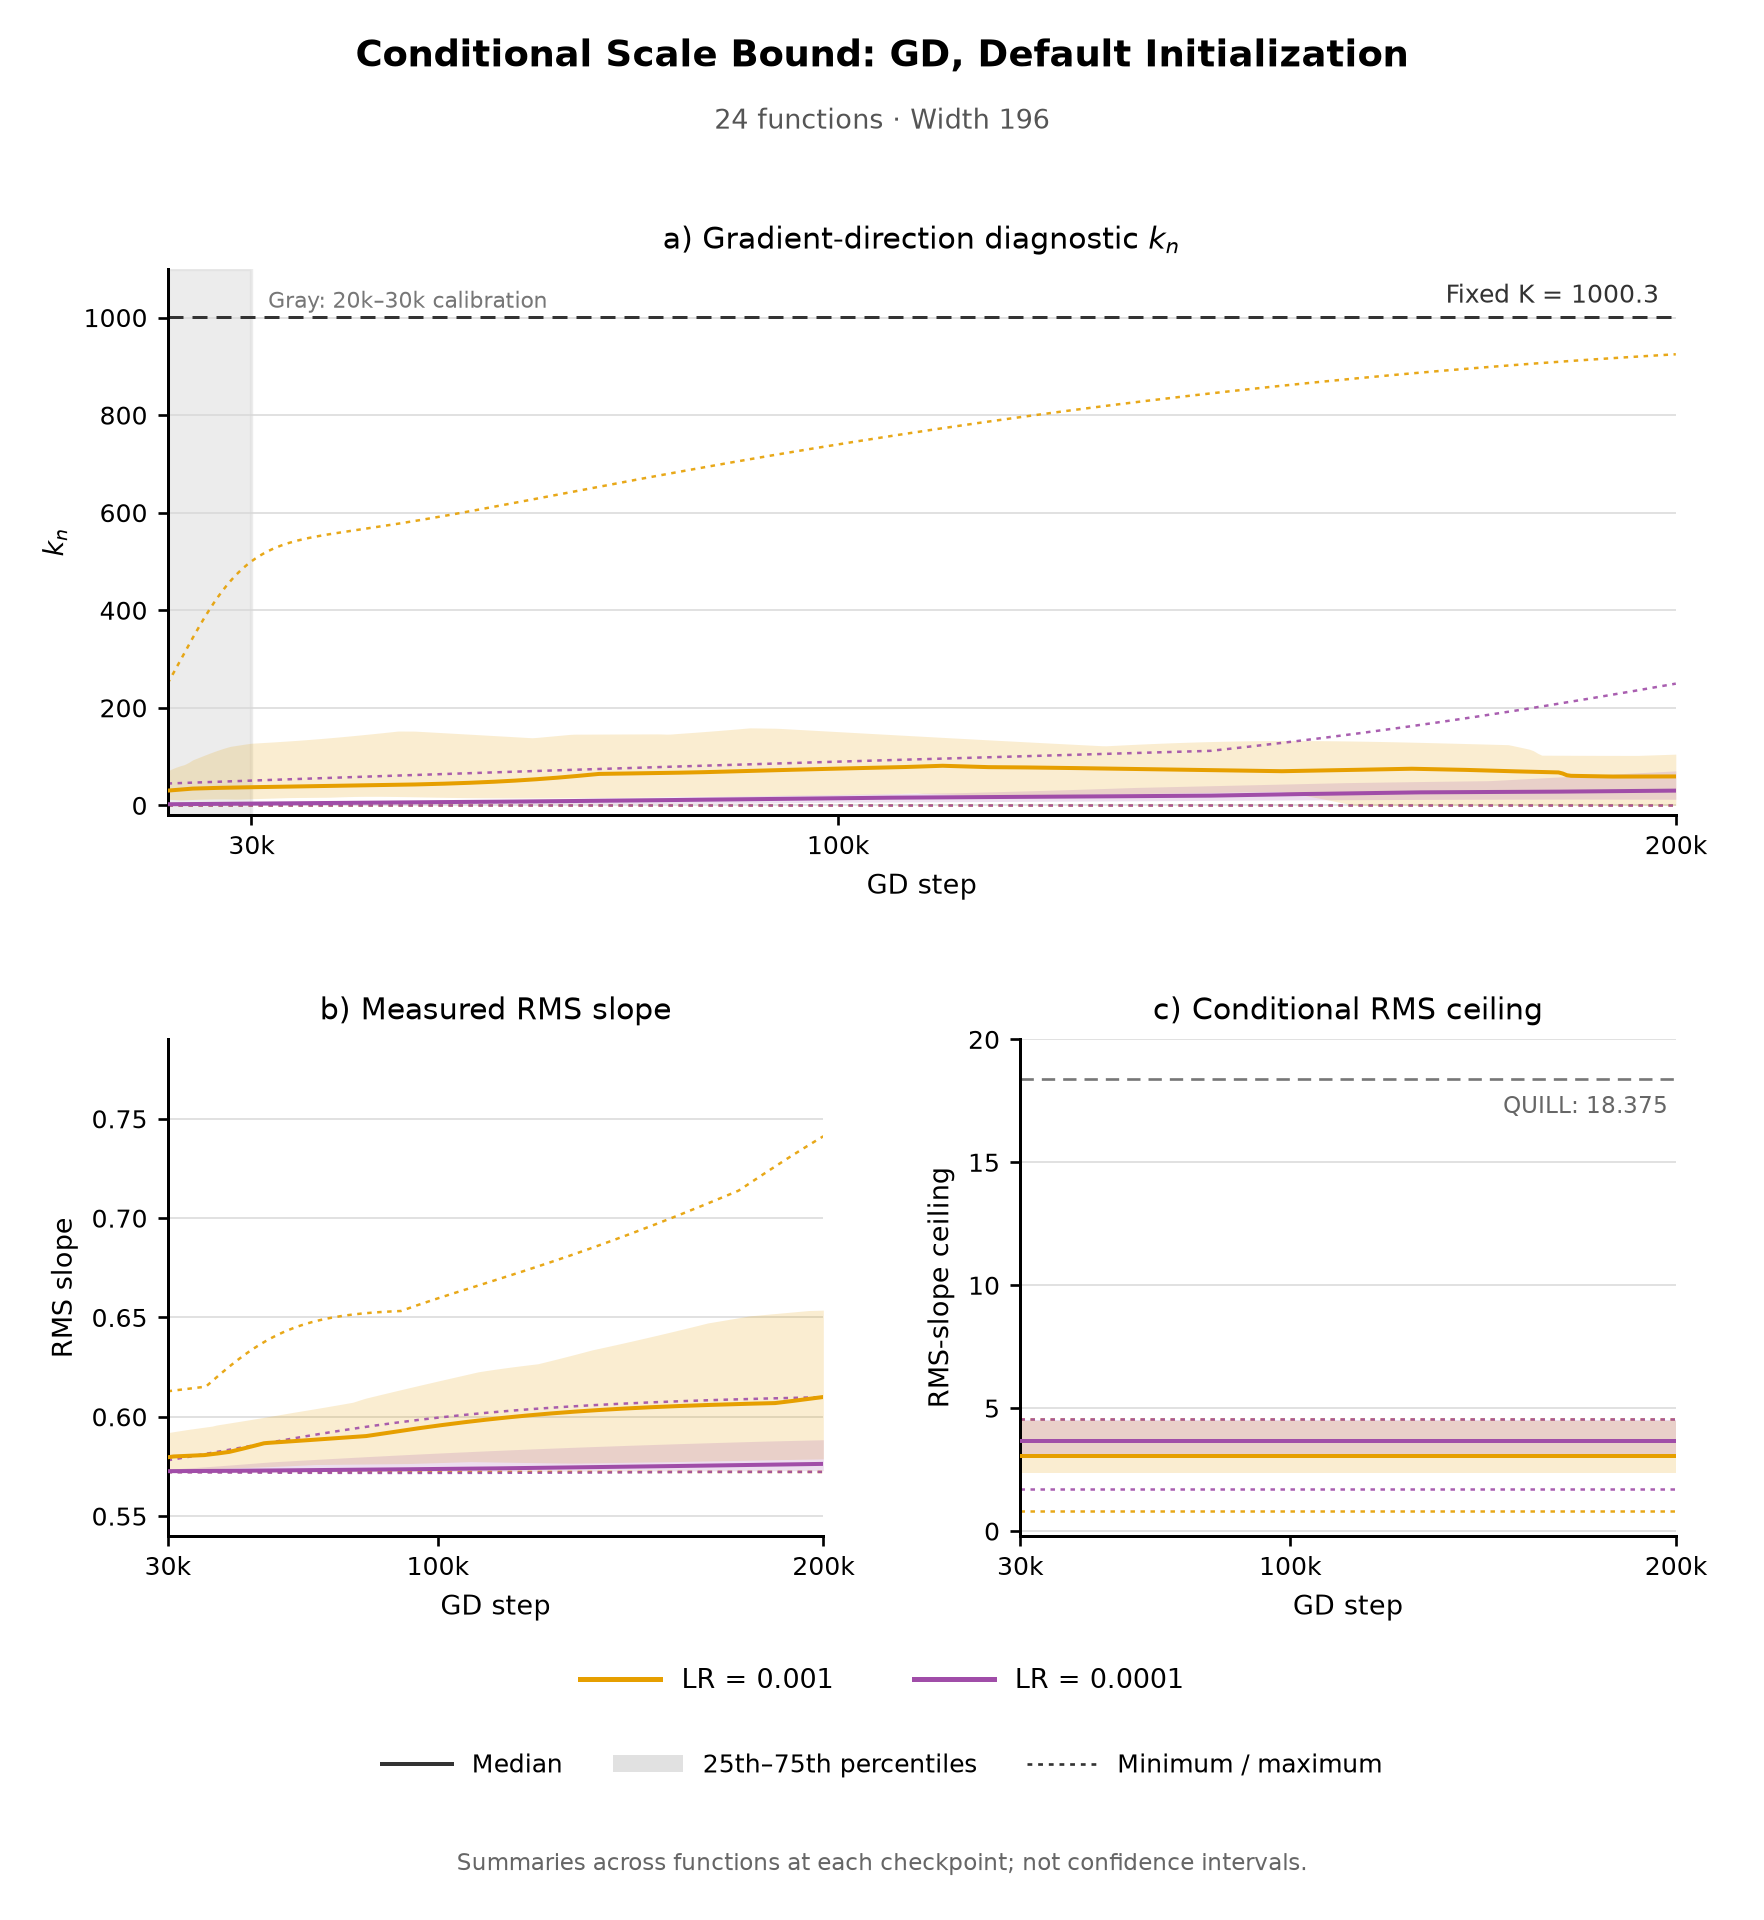 Conditional Scale Bound: GD, Default Initialization
24 functions · Width 196
a) Gradient-direction diagnostic kₙ
Gray: 20k–30k calibration
Fixed K = 1000.3
1000
800
600
400
200
0
kₙ
30k 100k 200k
GD step
b) Measured RMS slope
0.75
0.70
0.65
0.60
0.55
RMS slope
30k 100k 200k
GD step
c) Conditional RMS ceiling
20
15
10
5
0
RMS-slope ceiling
QUILL: 18.375
30k 100k 200k
GD step
LR = 0.001 LR = 0.0001
Median 25th–75th percentiles Minimum / maximum
Summaries across functions at each checkpoint; not confidence intervals.